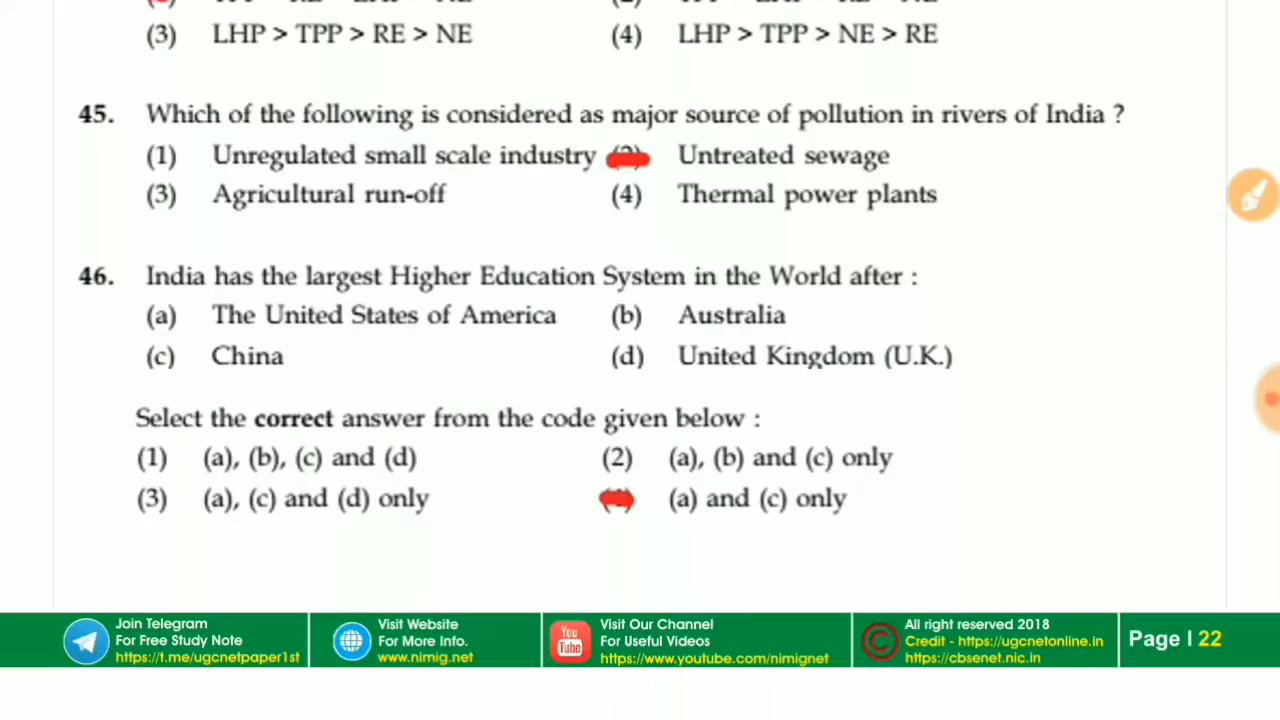 (3) LHP > TPP > RE > NE (4) LHP > TPP > NE > RE
45. Which of the following is considered as major source of pollution in rivers of India ?
(1) Unregulated small scale industry Untreated sewage
(3) Agricultural run-off (4) Thermal power plants
46. India has the largest Higher Education System in the World after :
(a) The United States of America (b) Australia
(c) China (d) United Kingdom (U.K.)
Select the correct answer from the code given below :
(1) (a), (b), (c) and (d) (2) (a), (b) and (c) only
(3) (a), (c) and (d) only (a) and (c) only
Join Telegram
For Free Study Note
https://t.me/ugcnetpaper1st
Visit Website
For More Info.
www.nimig.net
You
Tube
Visit Our Channel
For Useful Videos
https://www.youtube.com/nimignet
C
All right reserved 2018
Credit - https://ugcnetonline.in
https://cbsenet.nic.in
Page | 22